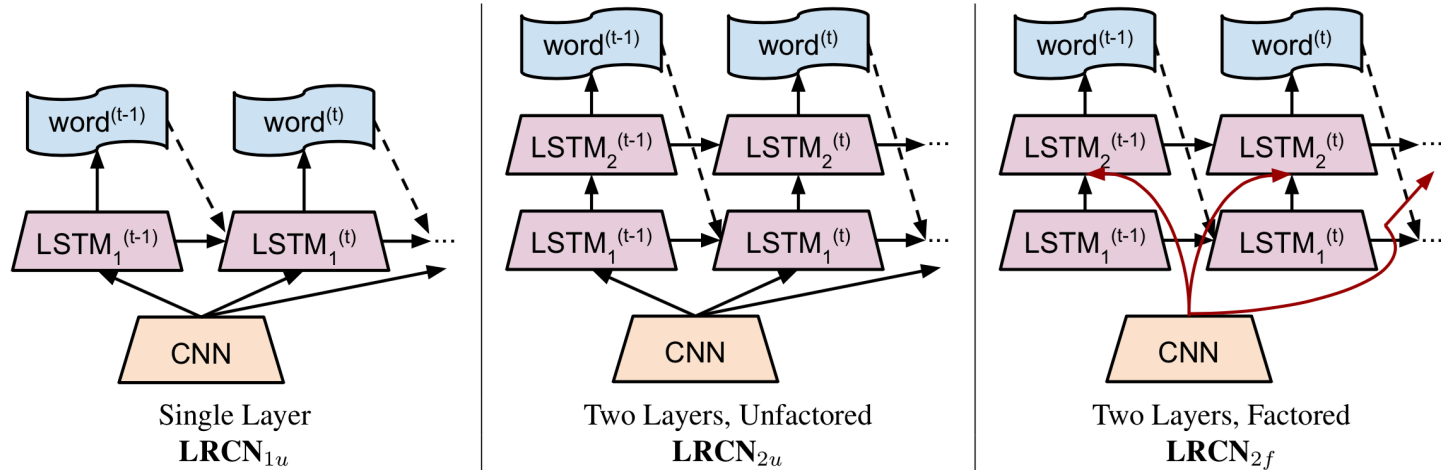 word(t-1) word(t)
LSTM1(t-1) LSTM1(t) ...
CNN
Single Layer
LRCN1u
word(t-1) word(t)
LSTM2(t-1) LSTM2(t) ...
LSTM1(t-1) LSTM1(t) ...
CNN
Two Layers, Unfactored
LRCN2u
word(t-1) word(t)
LSTM2(t-1) LSTM2(t) ...
LSTM1(t-1) LSTM1(t) ...
CNN
Two Layers, Factored
LRCN2f